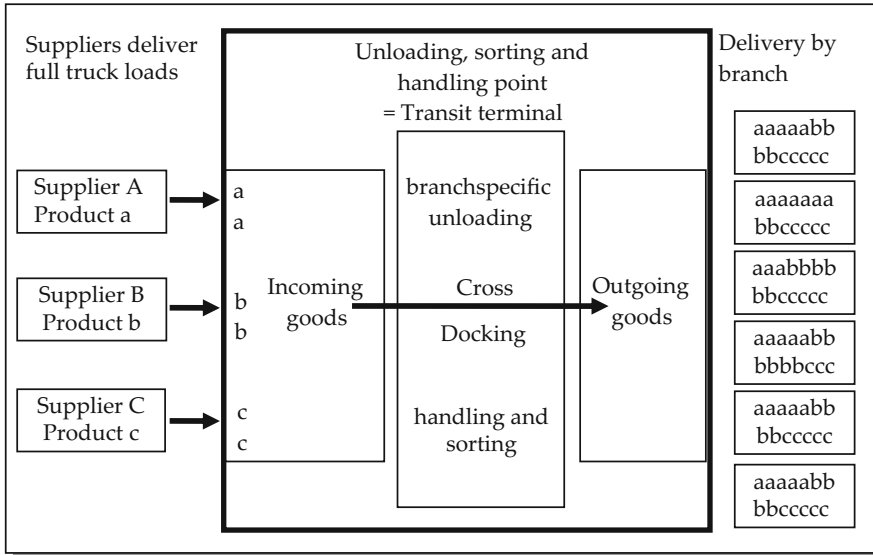 Suppliers deliver
full truck loads
Unloading, sorting and
handling point
= Transit terminal
Delivery by
branch
Supplier A
Product a
a
a
Supplier B
Product b
b
b
Supplier C
Product c
c
c
Incoming
goods
branchspecific
unloading
Cross
Docking
handling and
sorting
Outgoing
goods
aaaaabb
bbccccc
aaaaaaa
bbccccc
aaabbbb
bbccccc
aaaaabb
bbbbccc
aaaaabb
bbccccc
aaaaabb
bbccccc